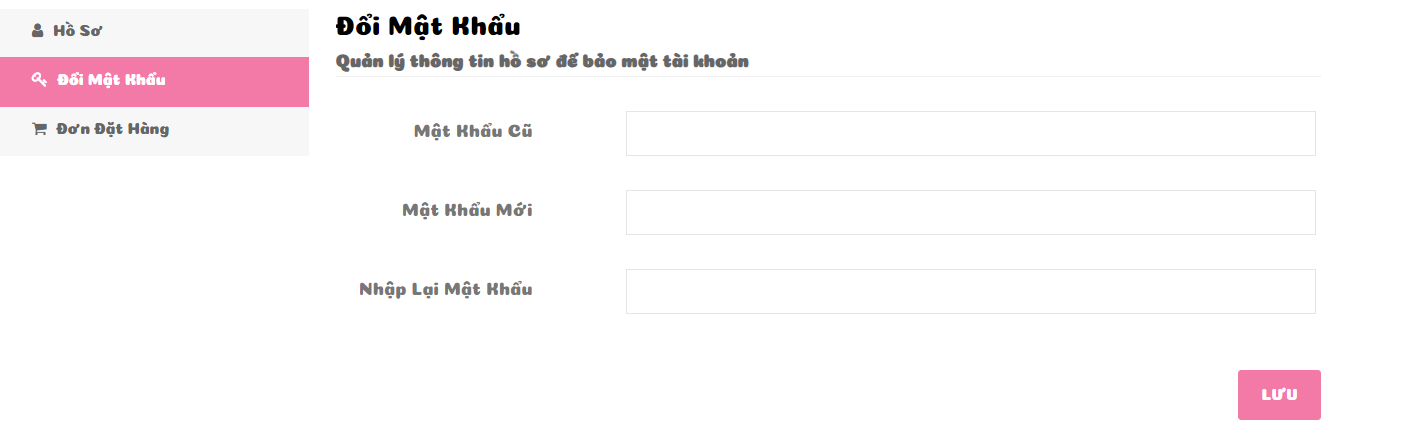 Hồ Sơ
Đổi Mật Khẩu
Đơn Đặt Hàng
Đổi Mật Khẩu
Quản lý thông tin hồ sơ để bảo mật tài khoản
Mật Khẩu Cũ
Mật Khẩu Mới
Nhập Lại Mật Khẩu
LƯU